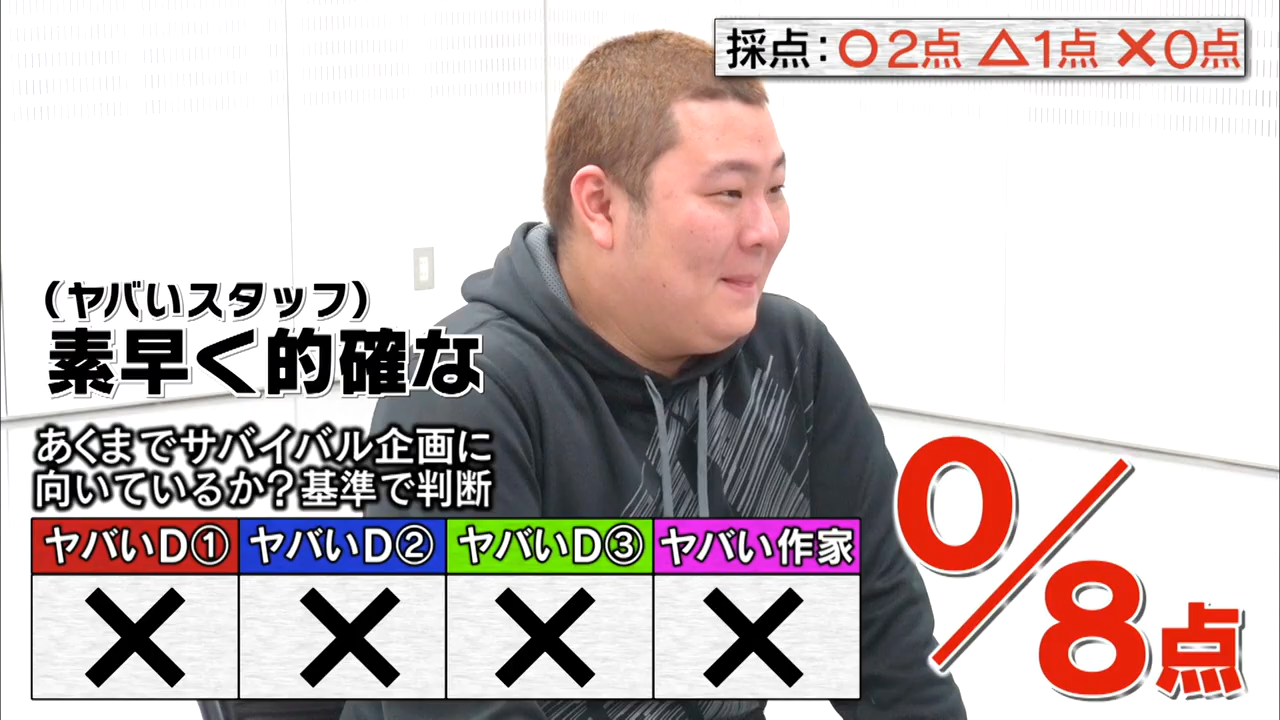 採点:○2点 △1点 ×0点
(ヤバいスタッフ)
素早く的確な
あくまでサバイバル企画に
向いているか?基準で判断
ヤバいD① ヤバいD② ヤバいD③ ヤバい作家
× × × ×
0/8点